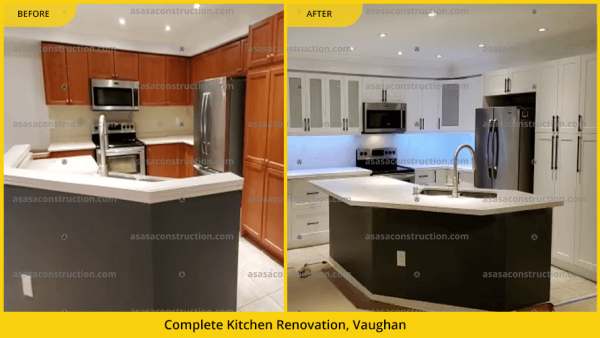 BEFORE
AFTER
asasaconstruction.com
Complete Kitchen Renovation, Vaughan